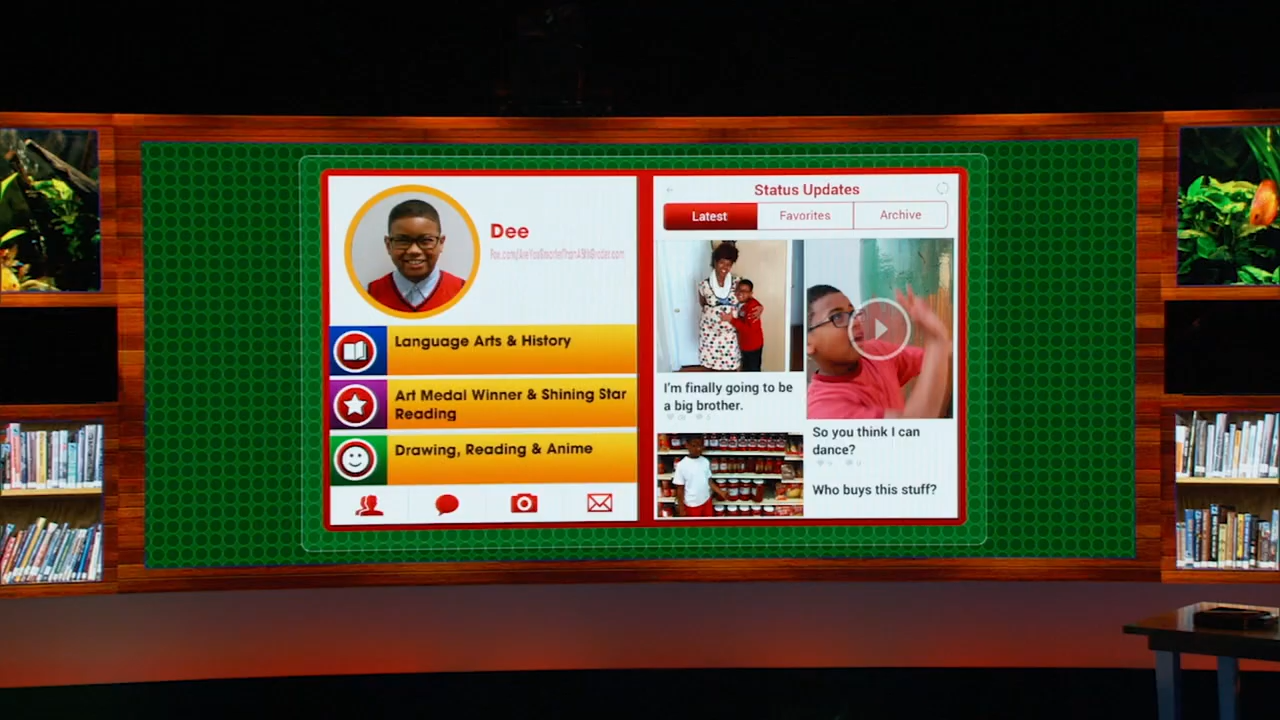 Dee
Language Arts & History
Art Medal Winner & Shining Star
Reading
Drawing, Reading & Anime
Status Updates
Latest
Favorites
Archive
I'm finally going to be
a big brother.
So you think I can
dance?
Who buys this stuff?